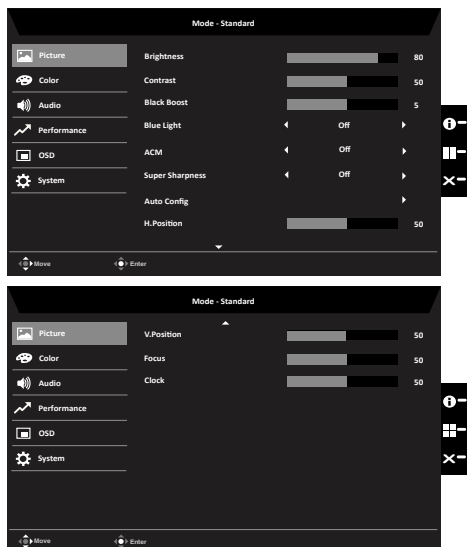 Mode - Standard
Picture
Color
Audio
Performance
OSD
System
Brightness 80
Contrast 50
Black Boost 5
Blue Light Off
ACM Off
Super Sharpness Off
Auto Config
H.Position 50
Move Enter
Mode - Standard
Picture
Color
Audio
Performance
OSD
System
V.Position 50
Focus 50
Clock 50
Move Enter